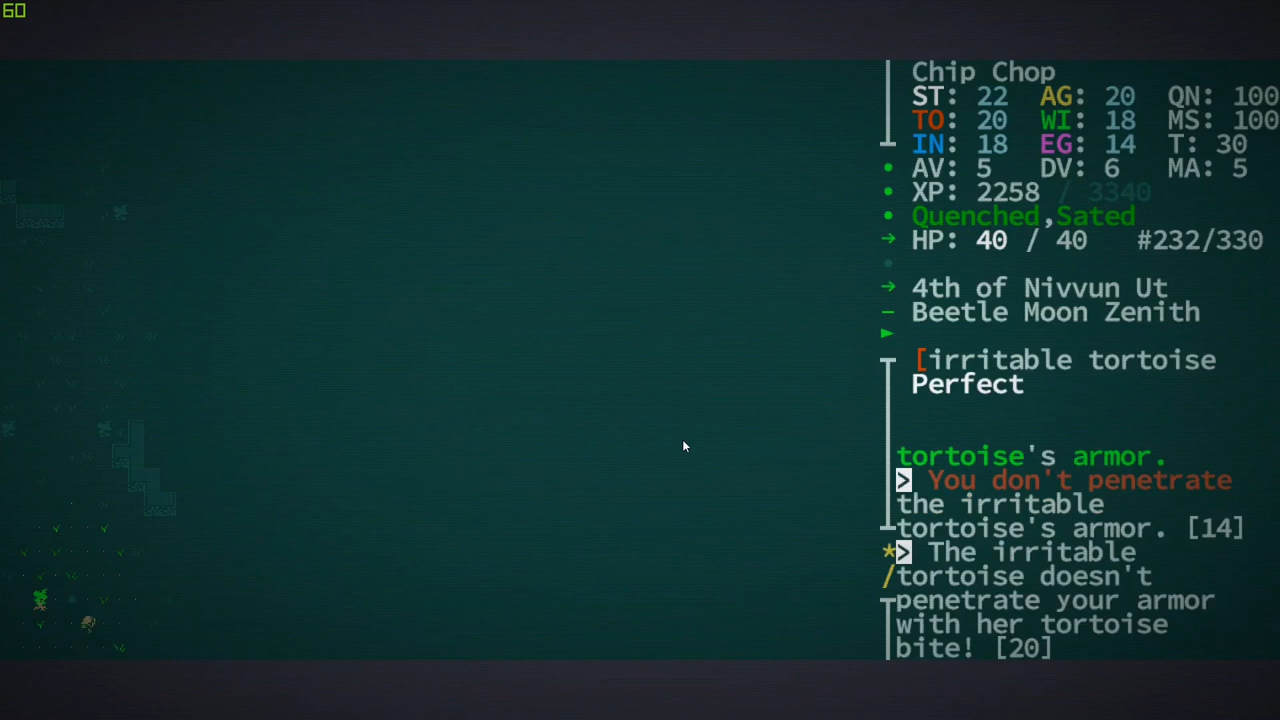 60
Chip Chop
ST: 22 AG: 20 QN: 100
TO: 20 WI: 18 MS: 100
IN: 18 EG: 14 T: 30
AV: 5 DV: 6 MA: 5
XP: 2258 / 3340
Quenched,Sated
HP: 40 / 40 #232/330
4th of Nivvun Ut
Beetle Moon Zenith
[irritable tortoise
Perfect
tortoise's armor.
> You don't penetrate
the irritable
tortoise's armor. [14]
*> The irritable
/tortoise doesn't
penetrate your armor
with her tortoise
bite! [20]